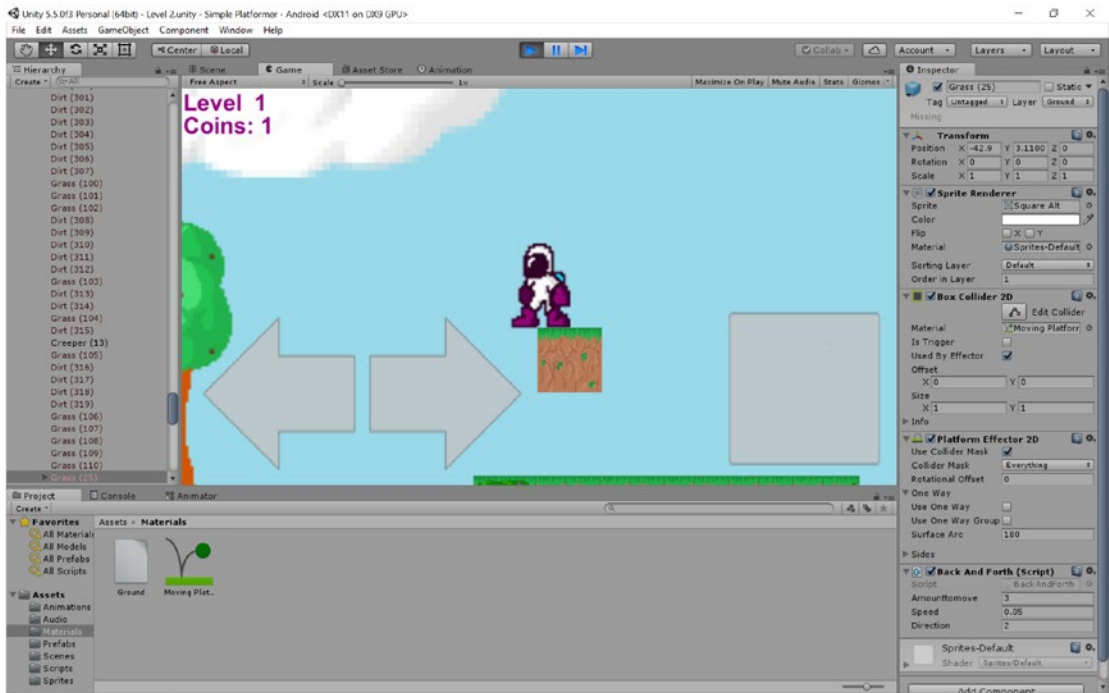 Unity 5.5.0f3 Personal (64bit) - Level 2.unity - Simple Platformer - Android <DX11 on DX9 GPU>
File Edit Assets GameObject Component Window Help
Center Local Collab Account Layers Layout
Hierarchy Scene Game Asset Store Animation Inspector
Create All Free Aspect Scale 1x Maximize On Play Mute Audio Stats Gizmos
Dirt (301)
Dirt (302)
Dirt (303)
Dirt (304)
Dirt (305)
Dirt (306)
Dirt (307)
Grass (100)
Grass (101)
Grass (102)
Dirt (308)
Dirt (309)
Dirt (310)
Dirt (311)
Dirt (312)
Grass (103)
Dirt (313)
Dirt (314)
Grass (104)
Dirt (315)
Creeper (13)
Grass (105)
Dirt (316)
Dirt (317)
Dirt (318)
Dirt (319)
Grass (106)
Grass (107)
Grass (108)
Grass (109)
Grass (110)
Grass (25)
Level 1
Coins: 1
Grass (25) Static
Tag Untagged Layer Ground
Missing
Transform
Position X -42.9 Y 3.1100 Z 0
Rotation X 0 Y 0 Z 0
Scale X 1 Y 1 Z 1
Sprite Renderer
Sprite Square Alt
Color
Flip X Y
Material Sprites-Default
Sorting Layer Default
Order in Layer 1
Box Collider 2D
Edit Collider
Material Moving Platforr
Is Trigger
Used By Effector
Offset
X 0 Y 0
Size
X 1 Y 1
Info
Platform Effector 2D
Use Collider Mask
Collider Mask Everything
Rotational Offset 0
One Way
Use One Way
Use One Way Group
Surface Arc 180
Sides
Back And Forth (Script)
Script BackAndForth
Amounttomove 3
Speed 0.05
Direction 2
Sprites-Default
Shader Sprites/Default
Add Component
Project Console Animator
Create
Favorites
All Materials
All Models
All Prefabs
All Scripts
Assets
Animations
Audio
Materials
Prefabs
Scenes
Scripts
Sprites
Assets Materials
Ground Moving Plat...